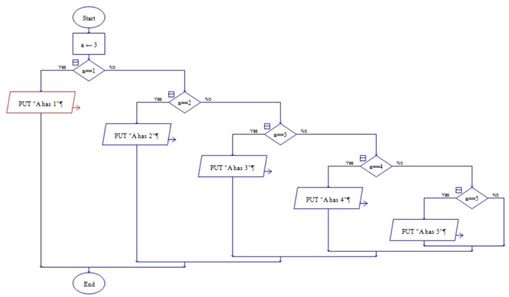 Start
a ← 3
Yes
a==1
No
PUT "A has 1"¶
Yes
a==2
No
PUT "A has 2"¶
Yes
a==3
No
PUT "A has 3"¶
Yes
a==4
No
PUT "A has 4"¶
Yes
a==5
No
PUT "A has 5"¶
End